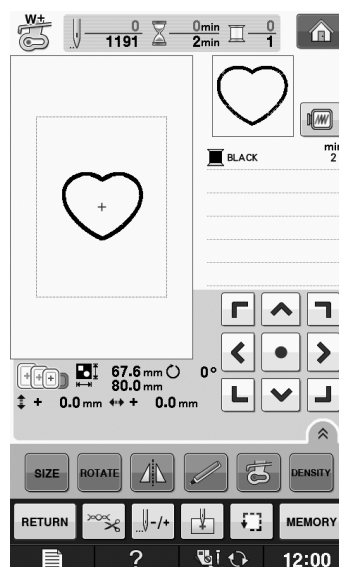 W+
0 0min 0
1191 2min 1
min
BLACK 2
67.6 mm 0°
80.0 mm
+ 0.0 mm + 0.0 mm
SIZE ROTATE DENSITY
RETURN -/+ MEMORY
? 12:00